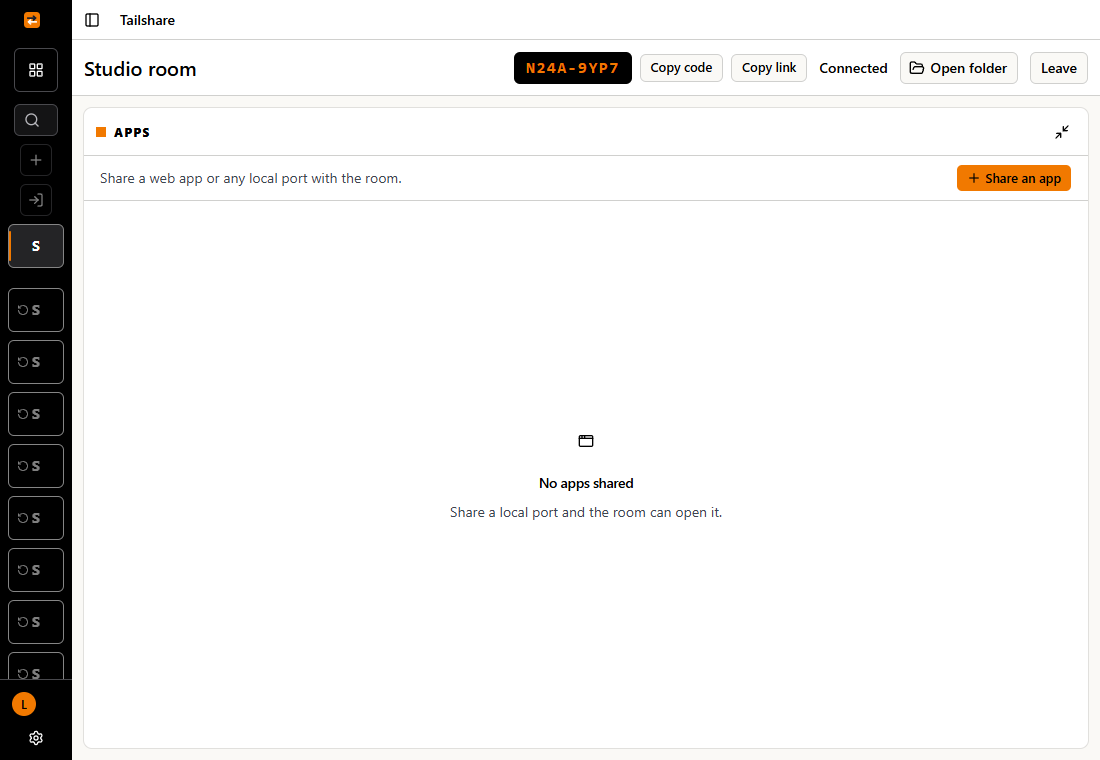 Tailshare
Studio room
N24A-9YP7
Copy code
Copy link
Connected
Open folder
Leave
APPS
Share a web app or any local port with the room.
Share an app
No apps shared
Share a local port and the room can open it.
S
S
S
S
S
S
S
S
S
L